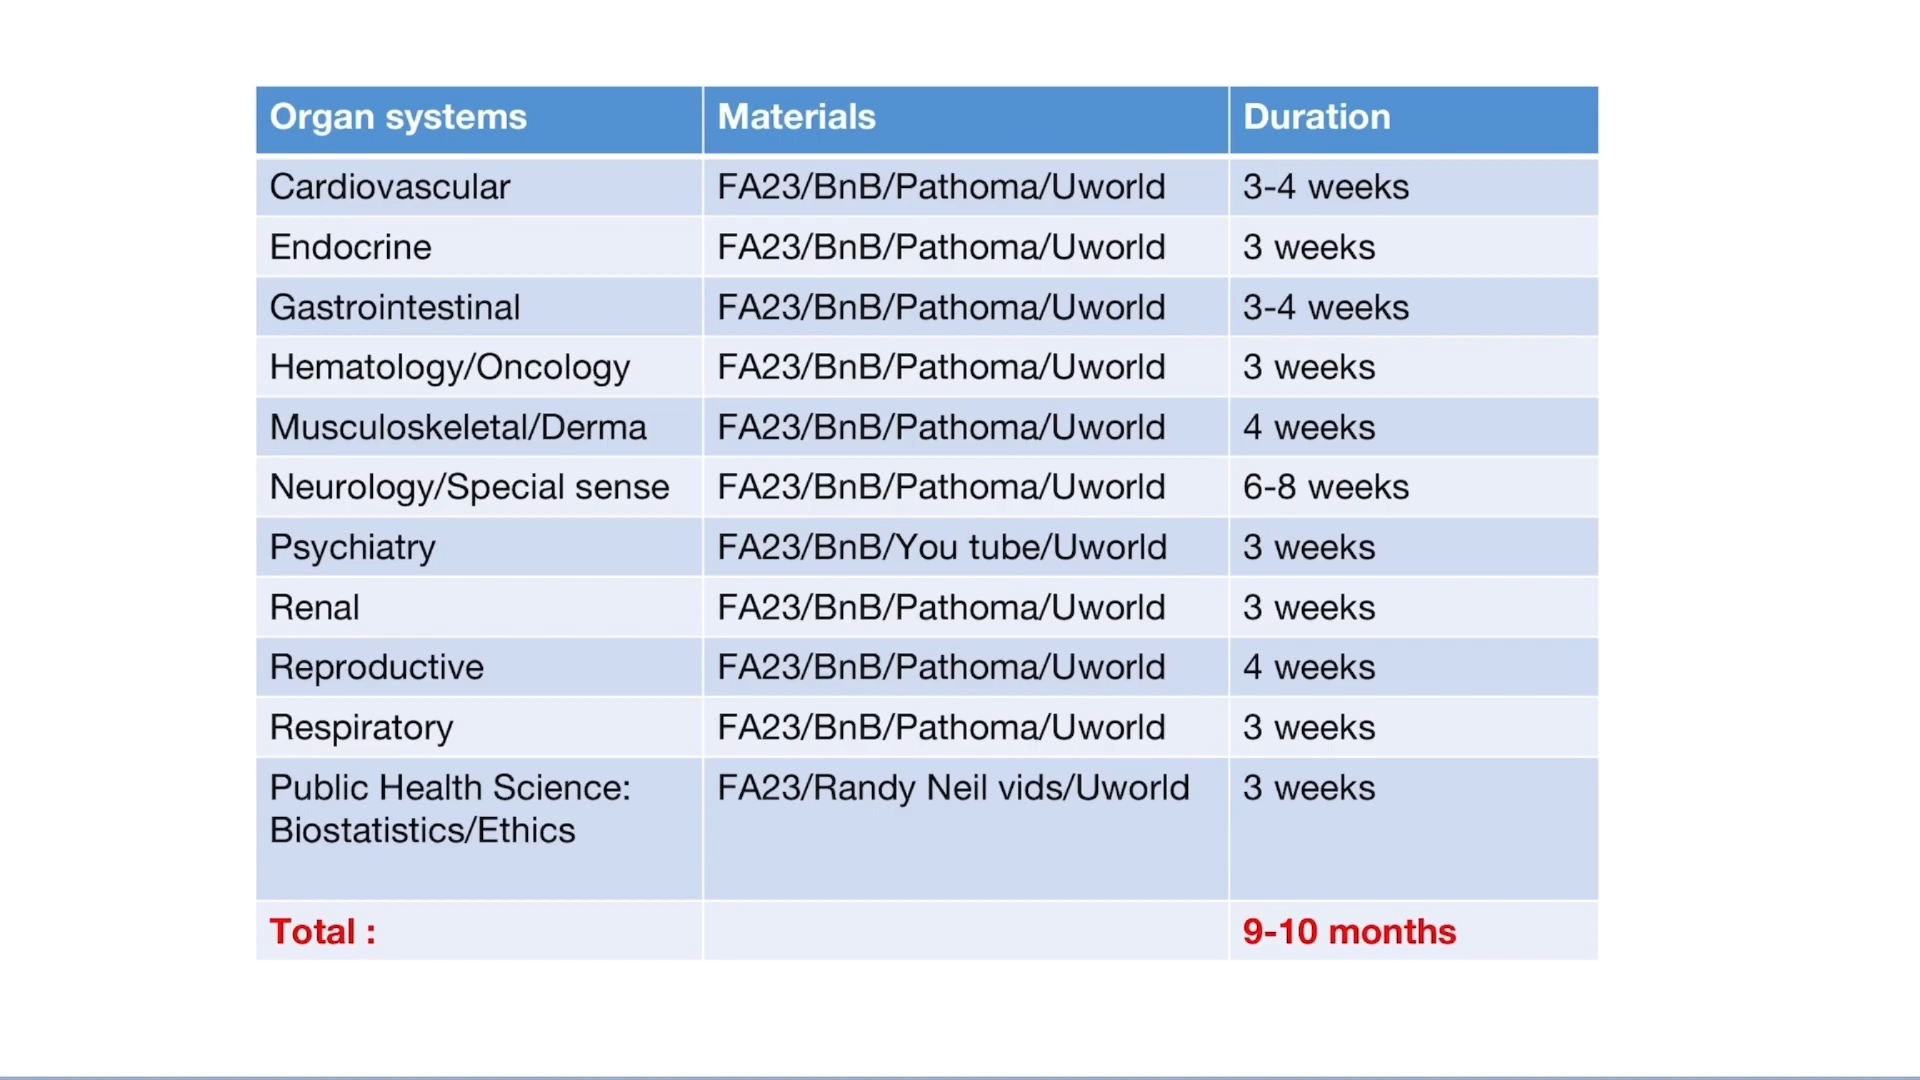 Organ systems Materials Duration
Cardiovascular FA23/BnB/Pathoma/Uworld 3-4 weeks
Endocrine FA23/BnB/Pathoma/Uworld 3 weeks
Gastrointestinal FA23/BnB/Pathoma/Uworld 3-4 weeks
Hematology/Oncology FA23/BnB/Pathoma/Uworld 3 weeks
Musculoskeletal/Derma FA23/BnB/Pathoma/Uworld 4 weeks
Neurology/Special sense FA23/BnB/Pathoma/Uworld 6-8 weeks
Psychiatry FA23/BnB/You tube/Uworld 3 weeks
Renal FA23/BnB/Pathoma/Uworld 3 weeks
Reproductive FA23/BnB/Pathoma/Uworld 4 weeks
Respiratory FA23/BnB/Pathoma/Uworld 3 weeks
Public Health Science: FA23/Randy Neil vids/Uworld 3 weeks
Biostatistics/Ethics
Total : 9-10 months